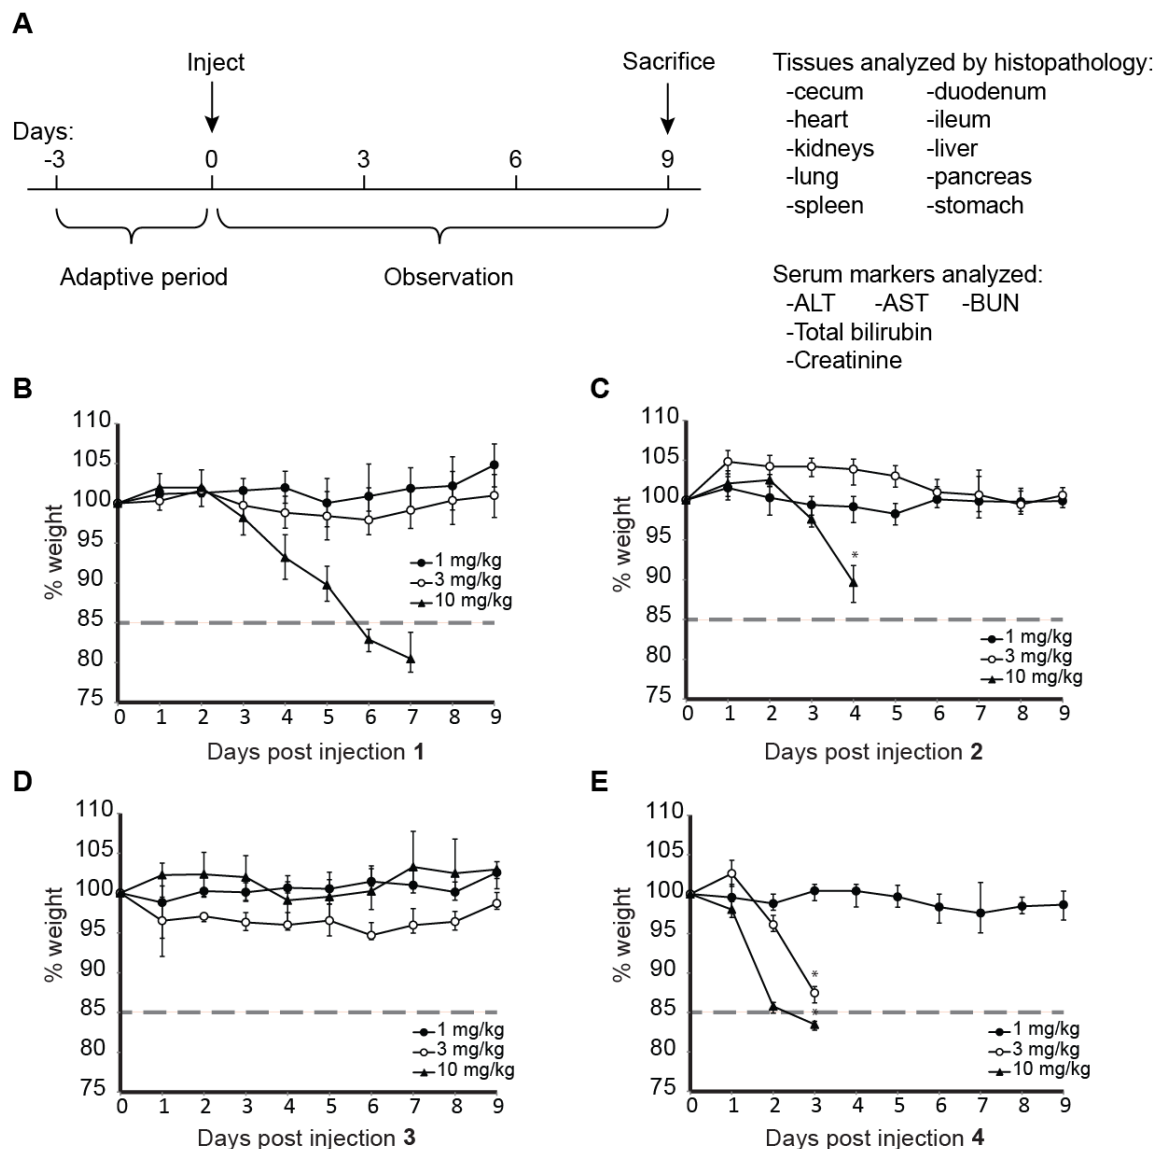 A
Inject
Sacrifice
Days:
-3 0 3 6 9
Adaptive period
Observation
Tissues analyzed by histopathology:
-cecum -duodenum
-heart -ileum
-kidneys -liver
-lung -pancreas
-spleen -stomach
Serum markers analyzed:
-ALT -AST -BUN
-Total bilirubin
-Creatinine
B
% weight
110
105
100
95
90
85
80
75
1 mg/kg
3 mg/kg
10 mg/kg
0 1 2 3 4 5 6 7 8 9
Days post injection 1
C
% weight
110
105
100
95
90
85
80
75
*
1 mg/kg
3 mg/kg
10 mg/kg
0 1 2 3 4 5 6 7 8 9
Days post injection 2
D
% weight
110
105
100
95
90
85
80
75
1 mg/kg
3 mg/kg
10 mg/kg
0 1 2 3 4 5 6 7 8 9
Days post injection 3
E
% weight
110
105
100
95
90
85
80
75
*
*
1 mg/kg
3 mg/kg
10 mg/kg
0 1 2 3 4 5 6 7 8 9
Days post injection 4